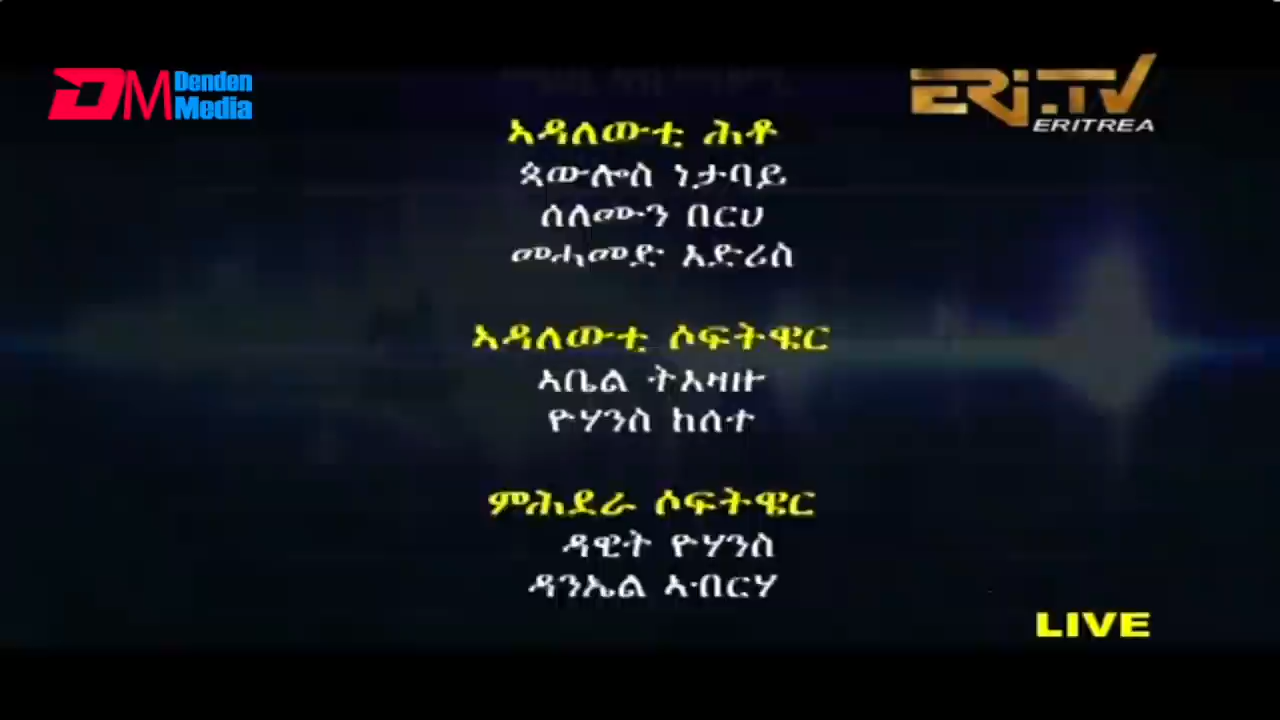 DM Denden Media
ERi.TV
ERITREA
ኣዳለውቲ ሕቶ
ጳውሎስ ነታባይ
ሰለሙን በርሀ
መሓመድ እድሪስ
ኣዳለውቲ ሶፍትዌር
ኣቤል ትእዛዙ
ዮሃንስ ከሰተ
ምሕደራ ሶፍትዌር
ዳዊት ዮሃንስ
ዳንኤል ኣብርሃ
LIVE